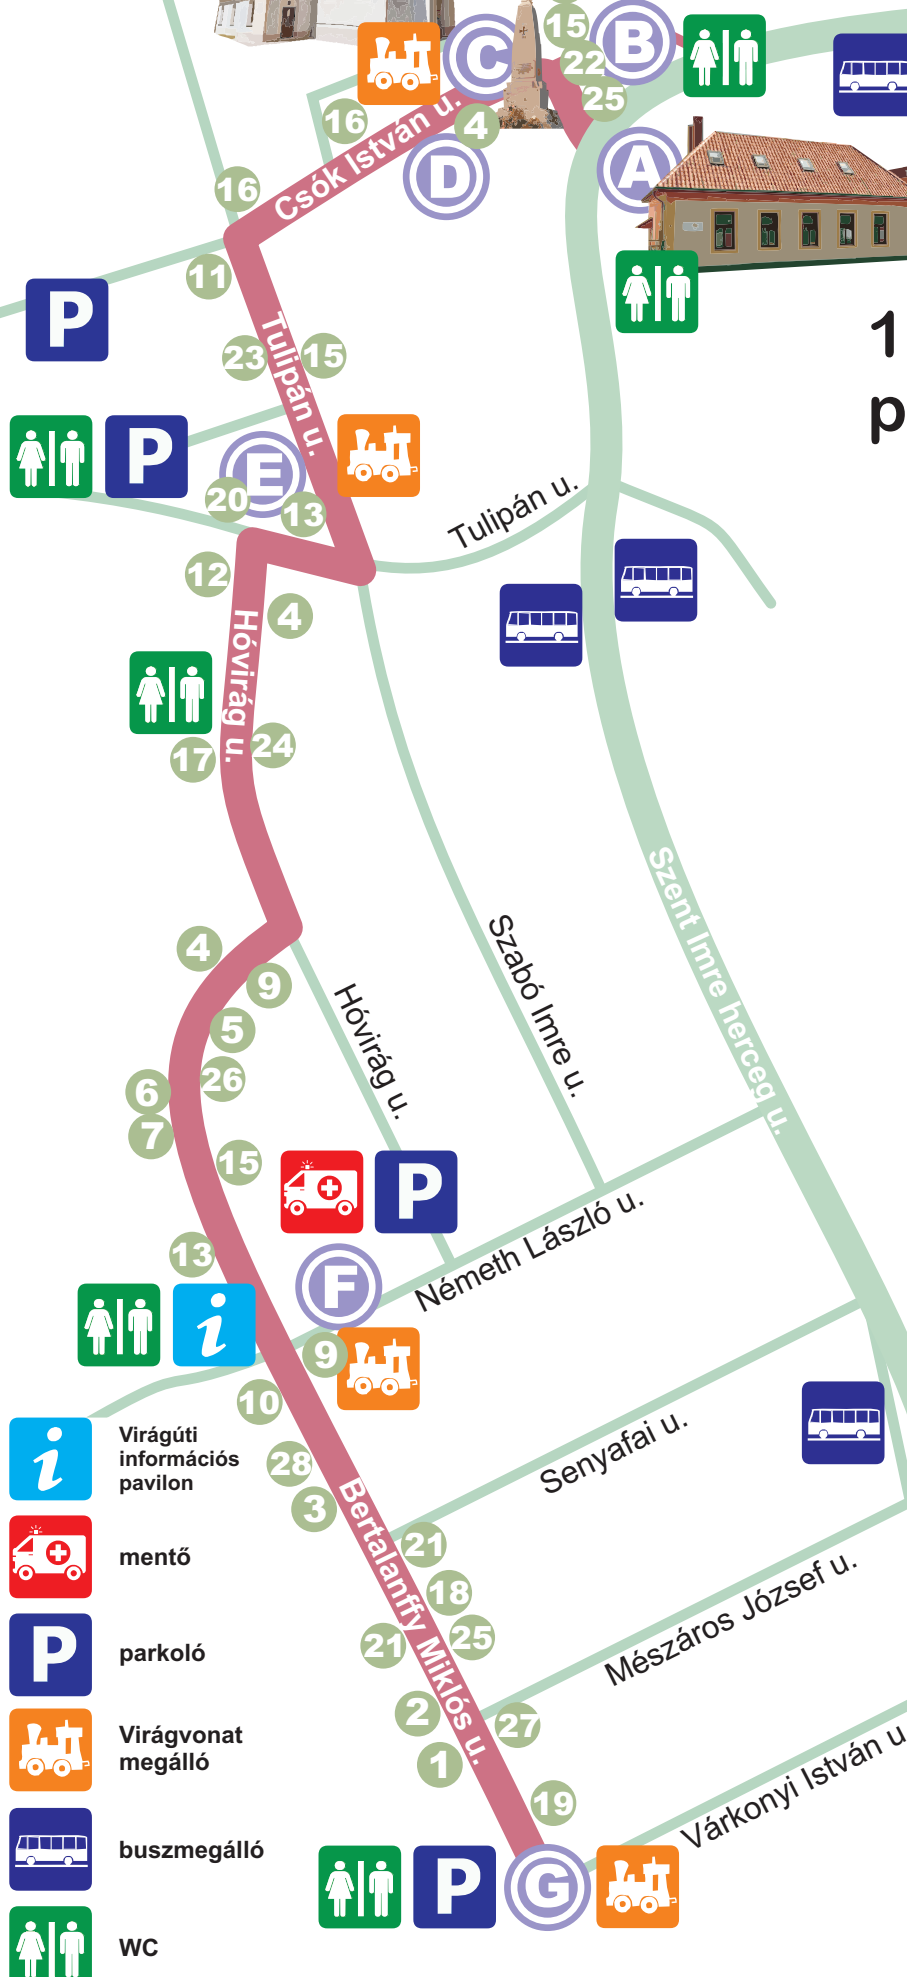 15
C
B
22
25
16
4
Csók István u.
D
A
16
11
P
1
Tulipán u.
23
15
p
P
E
20
13
Tulipán u.
12
4
Hóvirág u.
17
24
Szent Imre herceg u.
4
9
Szabó Imre u.
Hóvirág u.
5
26
6
7
15
P
13
F
Németh László u.
i
9
10
i
Virágúti
információs
pavilon
28
3
Senyafai u.
Bertalanffy Miklós u.
21
mentő
18
21
25
Mészáros József u.
P
parkoló
2
27
1
Virágvonat
megálló
19
Várkonyi István u
buszmegálló
P
G
WC